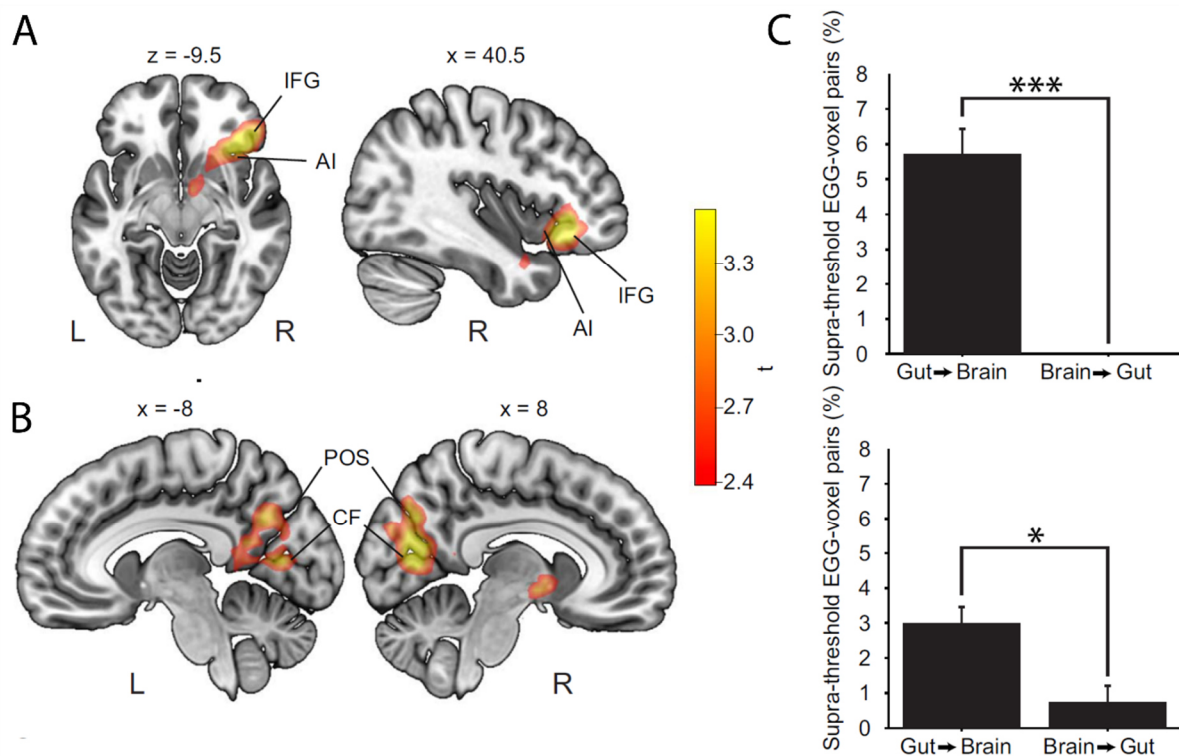 A
z = -9.5
x = 40.5
IFG
AI
L
R
R
AI
IFG
3.3
3.0
2.7
2.4
t
B
x = -8
x = 8
POS
CF
L
R
C
Supra-threshold EGG-voxel pairs (%)
8
7
6
5
4
3
2
1
0
***
Gut➡Brain
Brain➡Gut
Supra-threshold EGG-voxel pairs (%)
8
7
6
5
4
3
2
1
0
*
Gut➡Brain
Brain➡Gut